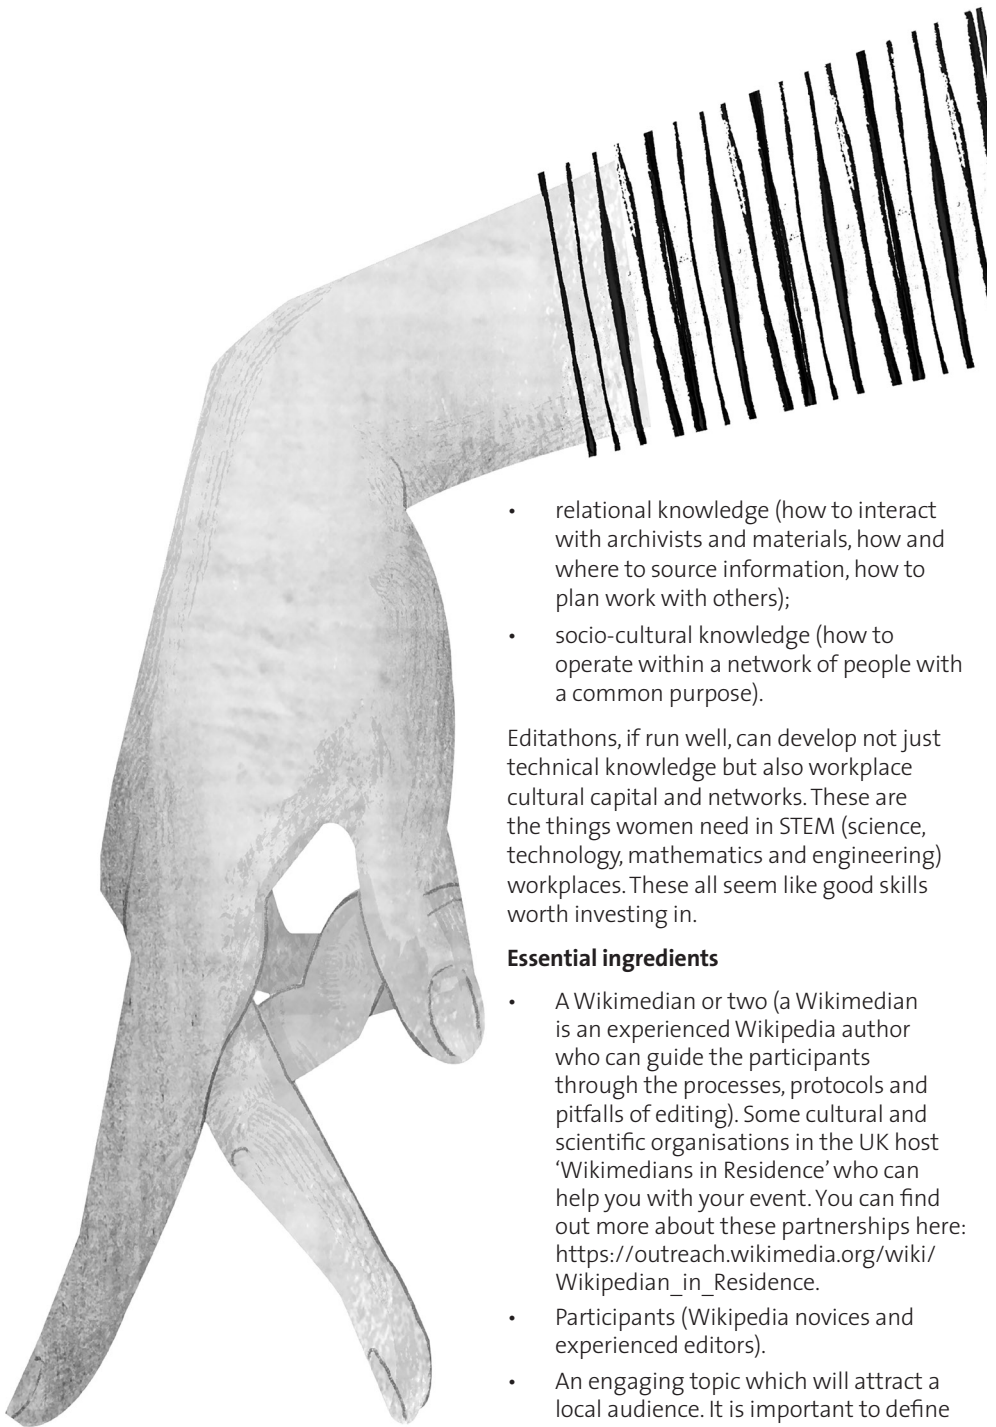 • relational knowledge (how to interact
with archivists and materials, how and
where to source information, how to
plan work with others);
• socio-cultural knowledge (how to
operate within a network of people with
a common purpose).
Editathons, if run well, can develop not just
technical knowledge but also workplace
cultural capital and networks. These are
the things women need in STEM (science,
technology, mathematics and engineering)
workplaces. These all seem like good skills
worth investing in.
Essential ingredients
• A Wikimedian or two (a Wikimedian
is an experienced Wikipedia author
who can guide the participants
through the processes, protocols and
pitfalls of editing). Some cultural and
scientific organisations in the UK host
‘Wikimedians in Residence’ who can
help you with your event. You can find
out more about these partnerships here:
https://outreach.wikimedia.org/wiki/
Wikipedian_in_Residence.
• Participants (Wikipedia novices and
experienced editors).
• An engaging topic which will attract a
local audience. It is important to define